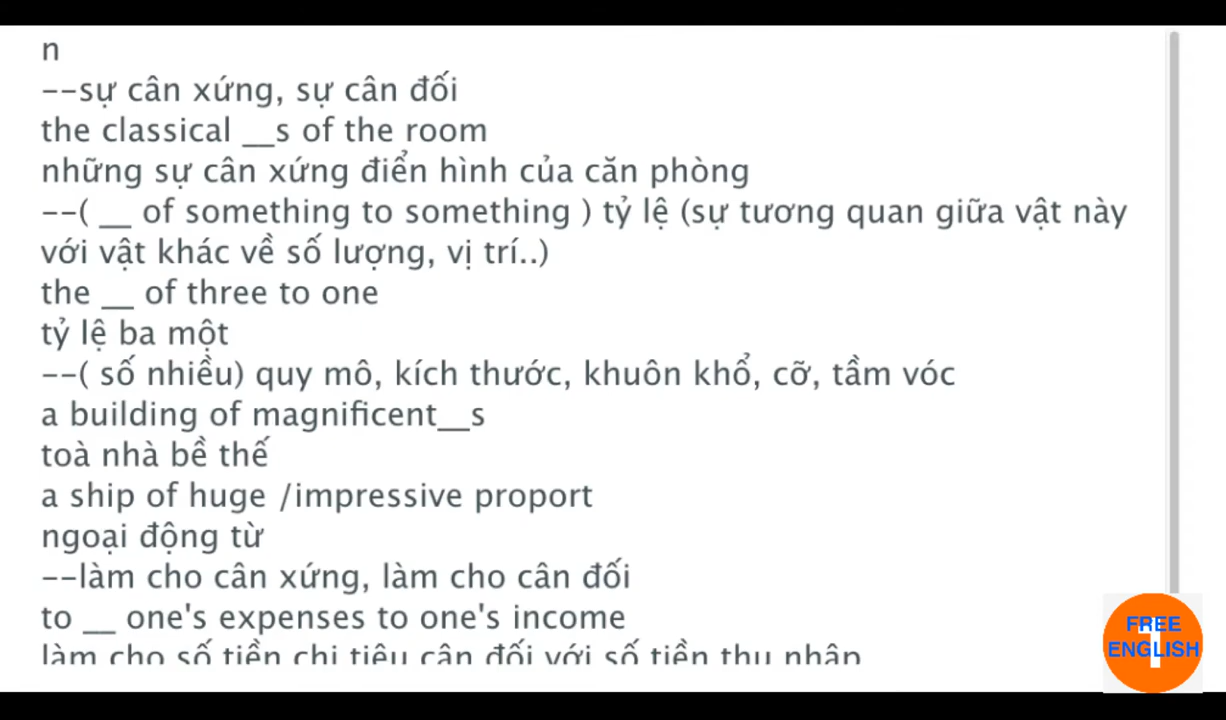 n
--sự cân xứng, sự cân đối
the classical __s of the room
những sự cân xứng điển hình của căn phòng
--( __ of something to something ) tỷ lệ (sự tương quan giữa vật này
với vật khác về số lượng, vị trí..)
the __ of three to one
tỷ lệ ba một
--( số nhiều) quy mô, kích thước, khuôn khổ, cỡ, tầm vóc
a building of magnificent__s
toà nhà bề thế
a ship of huge /impressive proport
ngoại động từ
--làm cho cân xứng, làm cho cân đối
to __ one's expenses to one's income
làm cho số tiền chi tiêu cân đối với số tiền thu nhập
FREE
1
ENGLISH